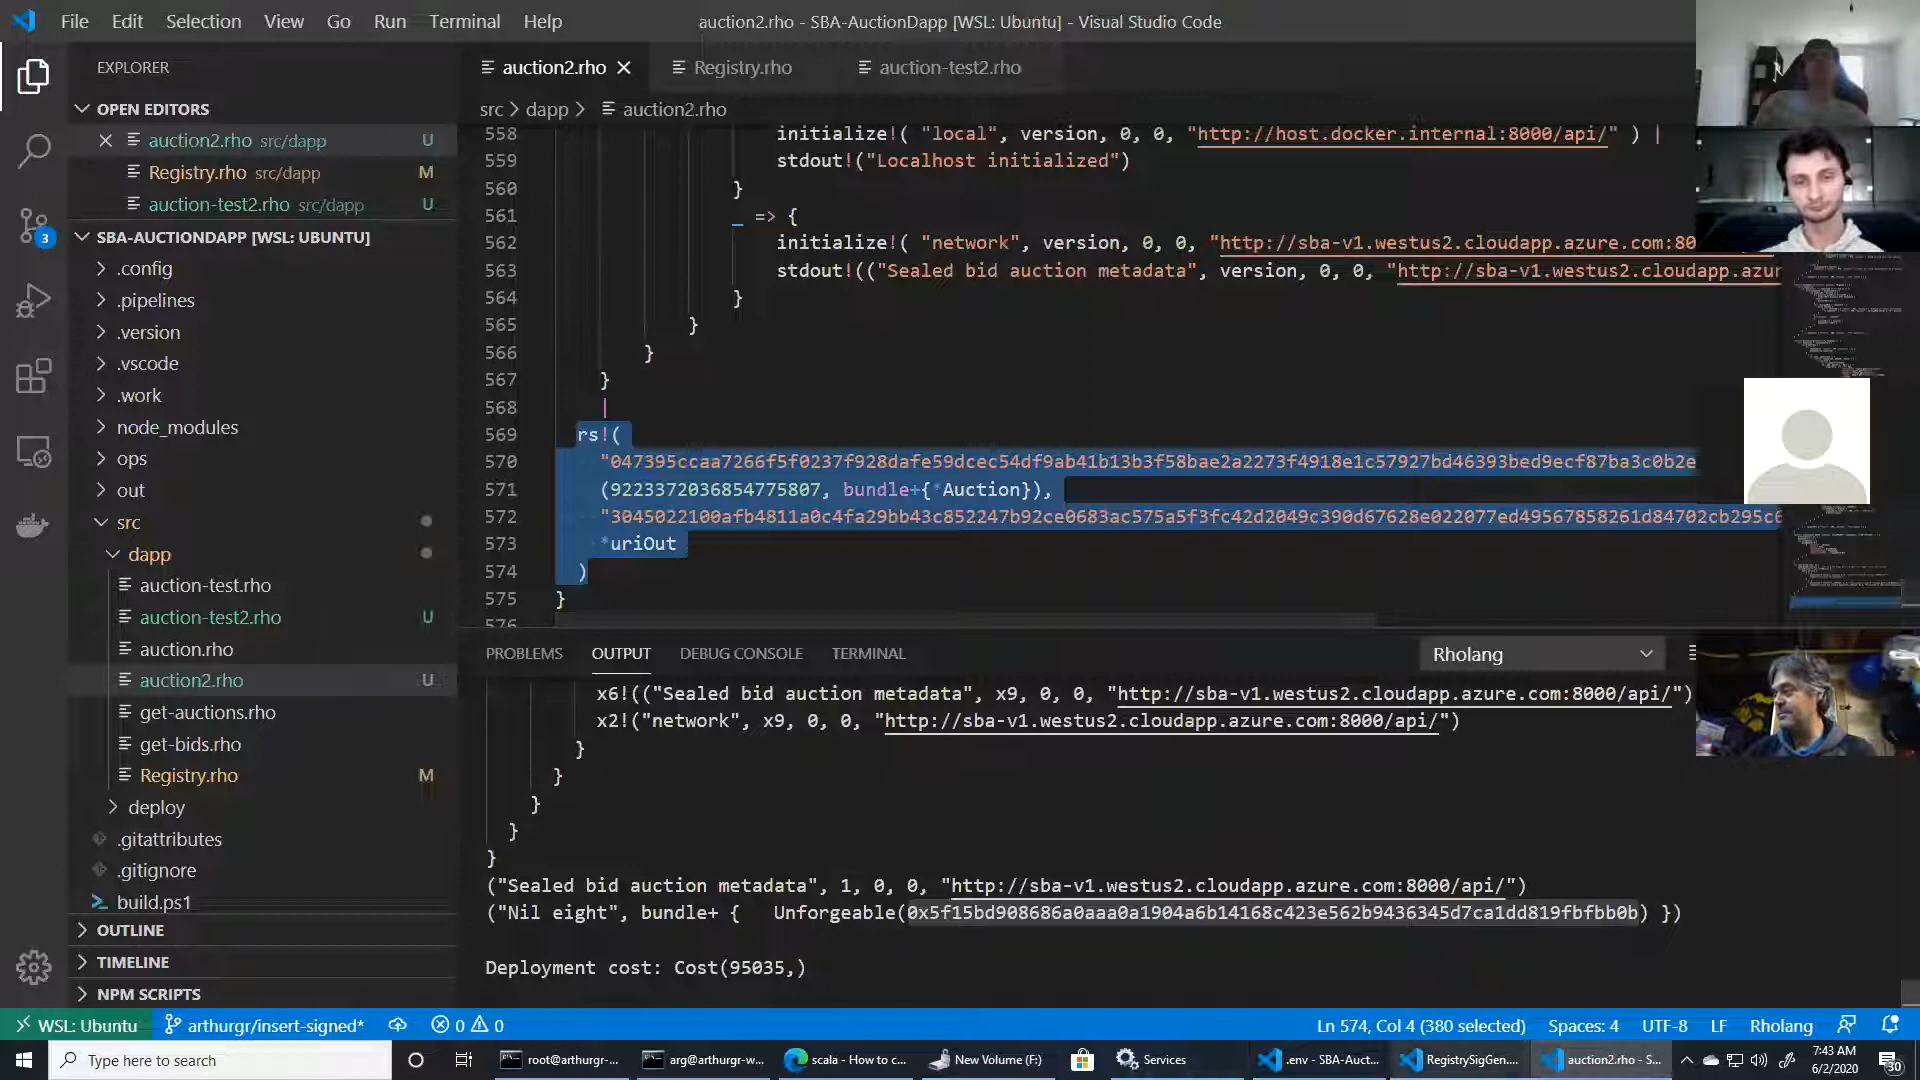 File Edit Selection View Go Run Terminal Help
auction2.rho - SBA-AuctionDapp [WSL: Ubuntu] - Visual Studio Code
EXPLORER
OPEN EDITORS
auction2.rho src/dapp U
Registry.rho src/dapp M
auction-test2.rho src/dapp U
SBA-AUCTIONDAPP [WSL: UBUNTU]
.config
.pipelines
.version
.vscode
.work
node_modules
ops
out
src
dapp
auction-test.rho
auction-test2.rho U
auction.rho
auction2.rho U
get-auctions.rho
get-bids.rho
Registry.rho M
deploy
.gitattributes
.gitignore
build.ps1
OUTLINE
TIMELINE
NPM SCRIPTS
3
auction2.rho Registry.rho auction-test2.rho
src > dapp > auction2.rho
558 initialize!( "local", version, 0, 0, "http://host.docker.internal:8000/api/" ) |
559 stdout!("Localhost initialized")
560 }
561 _ => {
562 initialize!( "network", version, 0, 0, "http://sba-v1.westus2.cloudapp.azure.com:80
563 stdout!(("Sealed bid auction metadata", version, 0, 0, "http://sba-v1.westus2.cloudapp.azur
564 }
565 }
566 }
567 }
568 |
569 rs!(
570 "047395ccaa7266f5f0237f928dafe59dcec54df9ab41b13b3f58bae2a2273f4918e1c57927bd46393bed9ecf87ba3c0b2e
571 (9223372036854775807, bundle+{*Auction}),
572 "3045022100afb4811a0c4fa29bb43c852247b92ce0683ac575a5f3fc42d2049c390d67628e022077ed49567858261d84702cb295c6
573 *uriOut
574 )
575 }
576
PROBLEMS OUTPUT DEBUG CONSOLE TERMINAL Rholang
x6!(("Sealed bid auction metadata", x9, 0, 0, "http://sba-v1.westus2.cloudapp.azure.com:8000/api/")
x2!("network", x9, 0, 0, "http://sba-v1.westus2.cloudapp.azure.com:8000/api/")
}
}
}
}
}
("Sealed bid auction metadata", 1, 0, 0, "http://sba-v1.westus2.cloudapp.azure.com:8000/api/")
("Nil eight", bundle+ { Unforgeable(0x5f15bd908686a0aaa0a1904a6b14168c423e562b9436345d7ca1dd819fbfbb0b) })
Deployment cost: Cost(95035,)
WSL: Ubuntu arthurgr/insert-signed* 0 0 Ln 574, Col 4 (380 selected) Spaces: 4 UTF-8 LF Rholang
Type here to search root@arthurgr-... arg@arthurgr-w... scala - How to c... New Volume (F:) Services .env - SBA-Auct... RegistrySigGen.... auction2.rho - S... 7:43 AM
6/2/2020 30